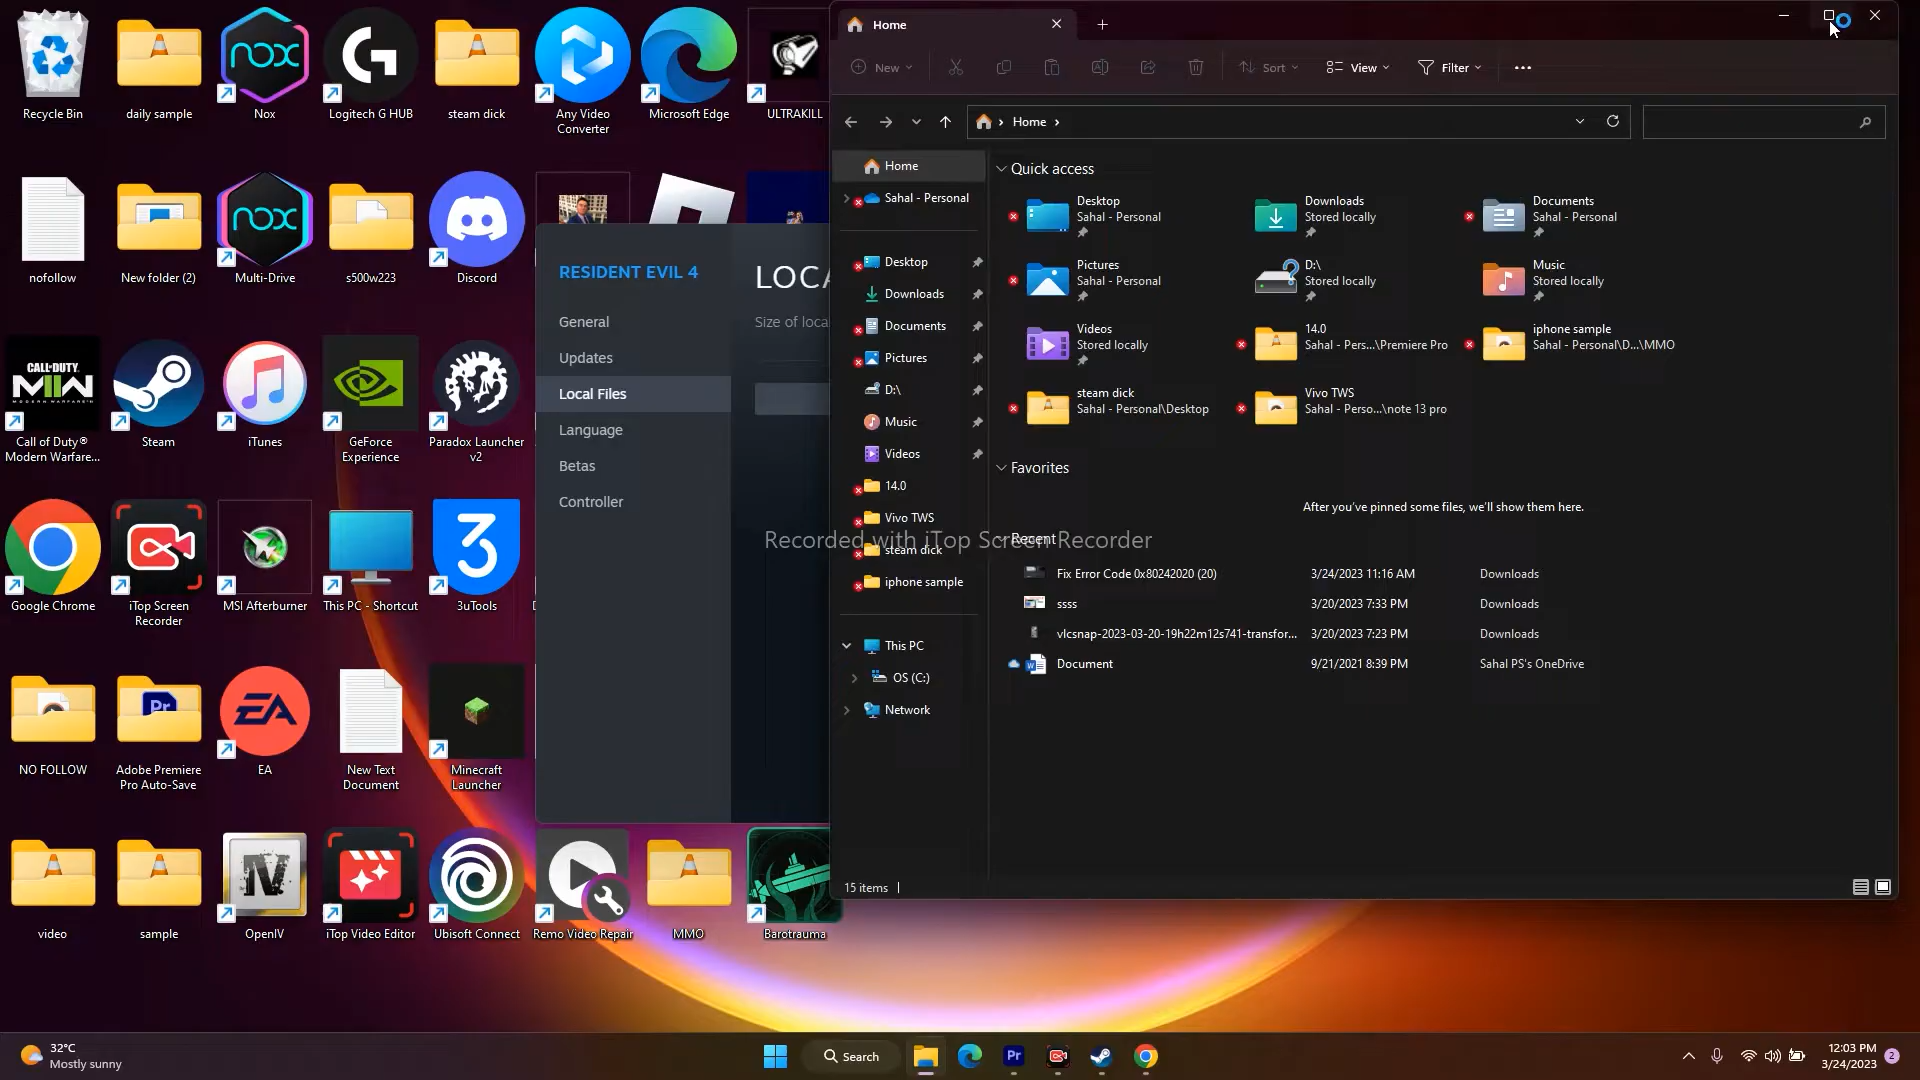 Home
New
Sort
View
Filter
Home
Recycle Bin
daily sample
Nox
Logitech G HUB
steam dick
Any Video
Converter
Microsoft Edge
ULTRAKILL
nofollow
New folder (2)
Multi-Drive
s500w223
Discord
CALL·DUTY
MW
MODERN WARFARE
Call of Duty®
Modern Warfare...
Steam
iTunes
GeForce
Experience
Paradox Launcher
v2
Google Chrome
iTop Screen
Recorder
MSI Afterburner
This PC - Shortcut
3uTools
NO FOLLOW
Adobe Premiere
Pro Auto-Save
EA
New Text
Document
Minecraft
Launcher
video
sample
OpenIV
iTop Video Editor
Ubisoft Connect
Remo Video Repair
MMO
Barotrauma
RESIDENT EVIL 4
General
Updates
Local Files
Language
Betas
Controller
LOCA
Size of loca
Home
Sahal - Personal
Desktop
Downloads
Documents
Pictures
D:\
Music
Videos
14.0
Vivo TWS
steam dick
iphone sample
This PC
OS (C:)
Network
15 items
Quick access
Desktop
Sahal - Personal
Downloads
Stored locally
Documents
Sahal - Personal
Pictures
Sahal - Personal
D:\
Stored locally
Music
Stored locally
Videos
Stored locally
14.0
Sahal - Pers...\Premiere Pro
iphone sample
Sahal - Personal\D...\MMO
steam dick
Sahal - Personal\Desktop
Vivo TWS
Sahal - Perso...\note 13 pro
Favorites
After you've pinned some files, we'll show them here.
Recorded with iTop Screen Recorder
Recent
Fix Error Code 0x80242020 (20) 3/24/2023 11:16 AM Downloads
ssss 3/20/2023 7:33 PM Downloads
vlcsnap-2023-03-20-19h22m12s741-transfor... 3/20/2023 7:23 PM Downloads
Document 9/21/2021 8:39 PM Sahal PS's OneDrive
32°C
Mostly sunny
Search
12:03 PM
3/24/2023
2